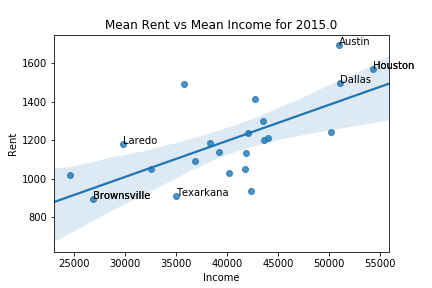 Mean Rent vs Mean Income for 2015.0
Austin
Houston
Dallas
Laredo
Brownsville
Texarkana
1600
1400
1200
1000
800
Rent
25000 30000 35000 40000 45000 50000 55000
Income